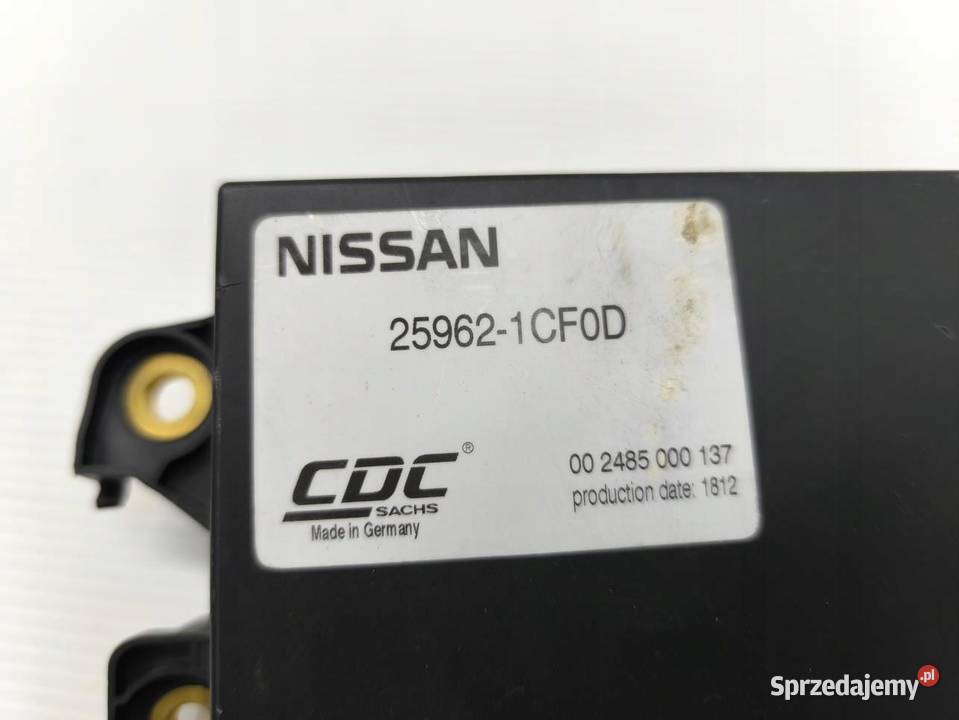 NISSAN
25962-1CF0D
CDC®
SACHS
Made in Germany
00 2485 000 137
production date: 1812
Sprzedajemy.pl